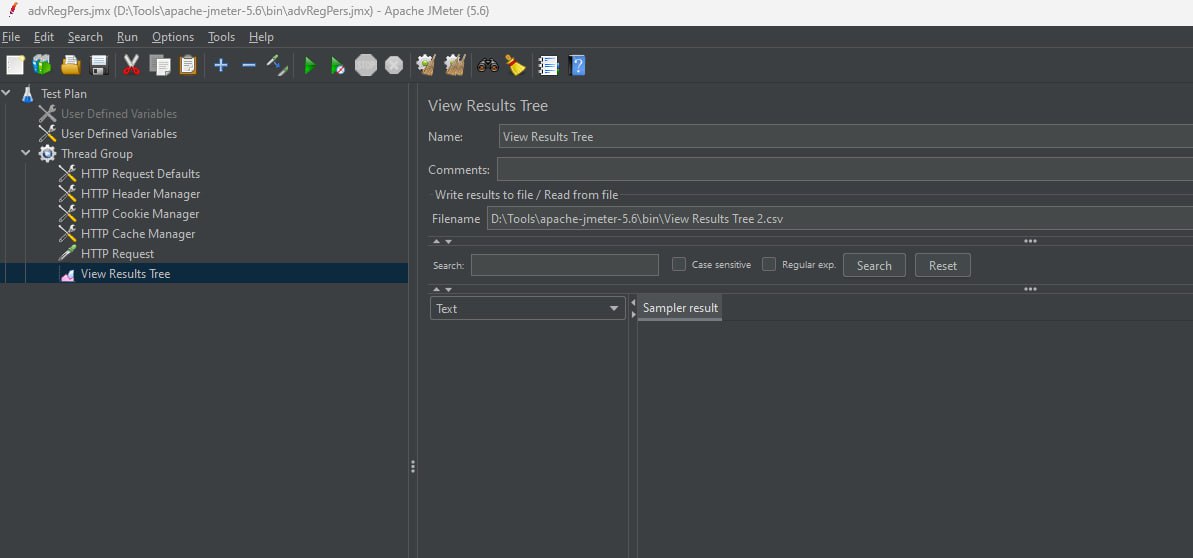 advRegPers.jmx (D:\Tools\apache-jmeter-5.6\bin\advRegPers.jmx) - Apache JMeter (5.6)
File Edit Search Run Options Tools Help
STOP
Test Plan
User Defined Variables
User Defined Variables
Thread Group
HTTP Request Defaults
HTTP Header Manager
HTTP Cookie Manager
HTTP Cache Manager
HTTP Request
View Results Tree
View Results Tree
Name: View Results Tree
Comments:
Write results to file / Read from file
Filename D:\Tools\apache-jmeter-5.6\bin\View Results Tree 2.csv
Search: Case sensitive Regular exp. Search Reset
Text
Sampler result